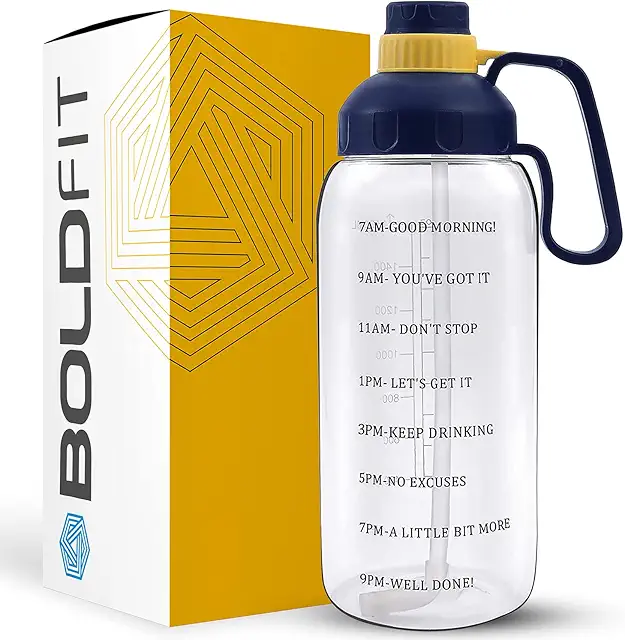 BOLDFIT
7AM-GOOD MORNING!
9AM- YOU'VE GOT IT
11AM- DON'T STOP
1PM- LET'S GET IT
3PM-KEEP DRINKING
5PM-NO EXCUSES
7PM-A LITTLE BIT MORE
9PM-WELL DONE!
1400
1200
1000
800